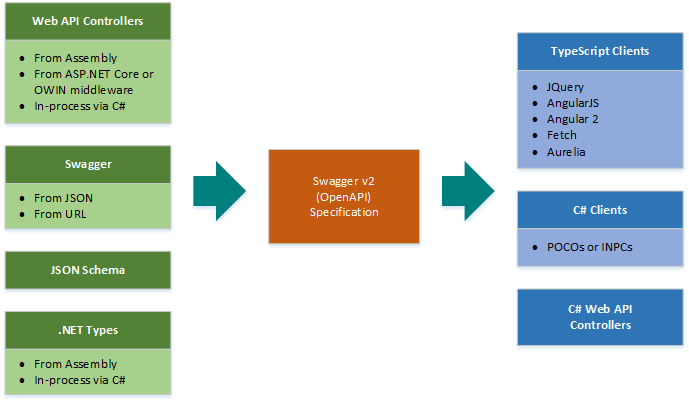 Web API Controllers
● From Assembly
● From ASP.NET Core or
OWIN middleware
● In-process via C#
Swagger
● From JSON
● From URL
JSON Schema
.NET Types
● From Assembly
● In-process via C#
Swagger v2
(OpenAPI)
Specification
TypeScript Clients
● JQuery
● AngularJS
● Angular 2
● Fetch
● Aurelia
C# Clients
● POCOs or INPCs
C# Web API
Controllers